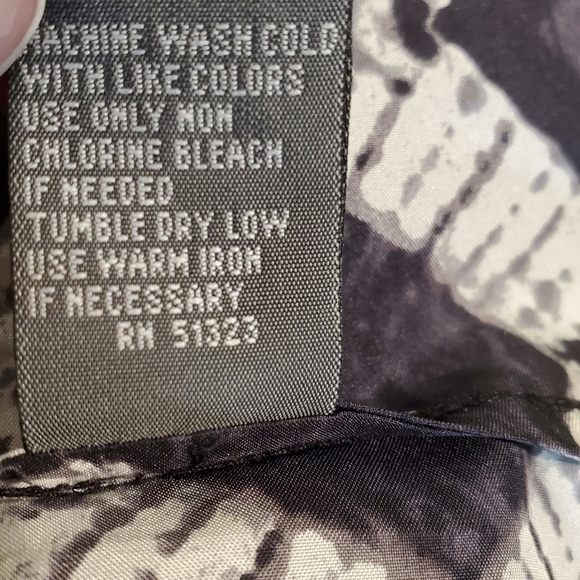 MACHINE WASH COLD
WITH LIKE COLORS
USE ONLY NON
CHLORINE BLEACH
IF NEEDED
TUMBLE DRY LOW
USE WARM IRON
IF NECESSARY
RN 51323